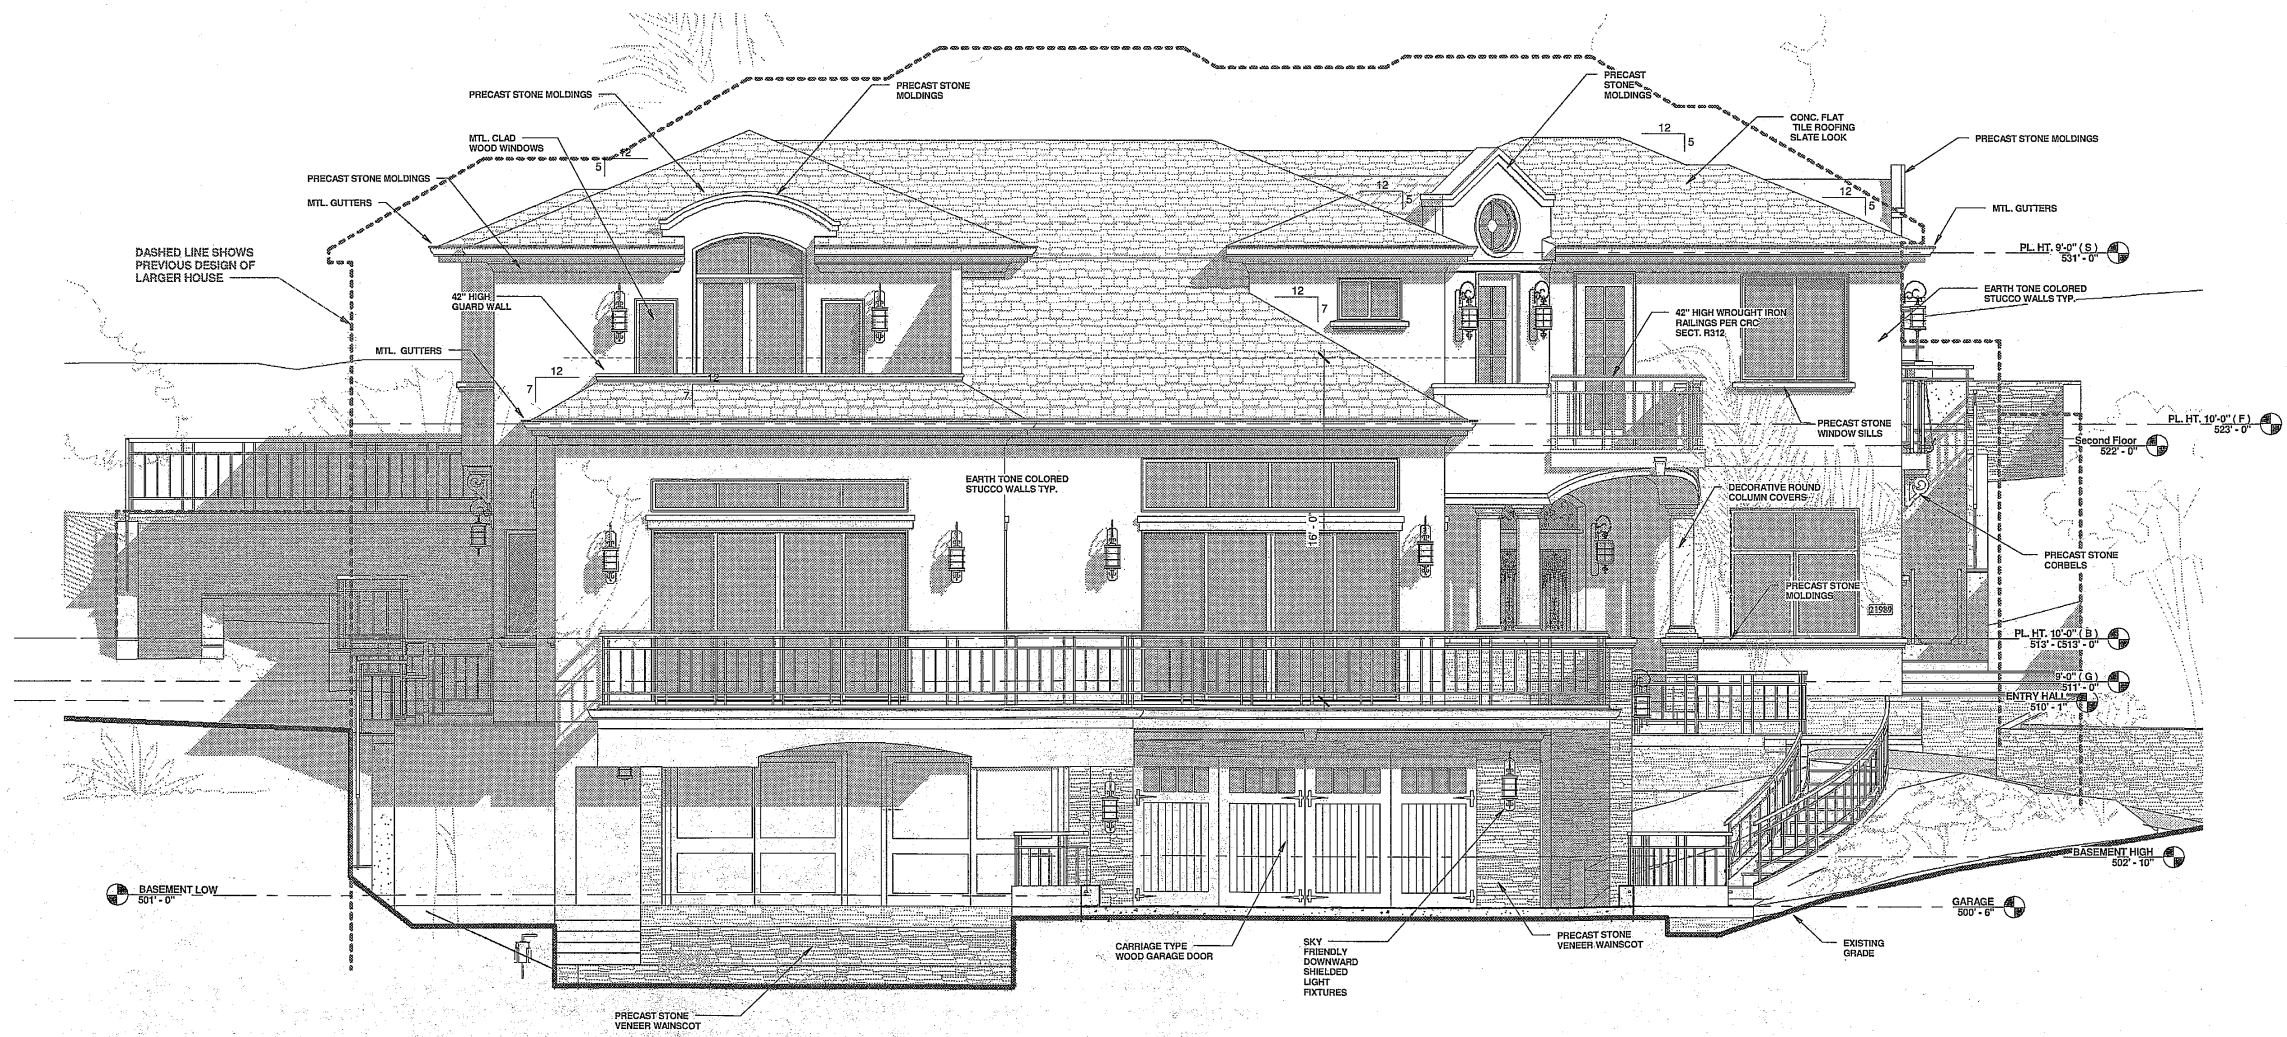 PRECAST STONE MOLDINGS
PRECAST STONE
MOLDINGS
PRECAST
STONE
MOLDINGS
CONC. FLAT
TILE ROOFING
SLATE LOOK
PRECAST STONE MOLDINGS
MTL. CLAD
WOOD WINDOWS
12
5
12
5
PRECAST STONE MOLDINGS
MTL. GUTTERS
12
5
12
5
MTL. GUTTERS
DASHED LINE SHOWS
PREVIOUS DESIGN OF
LARGER HOUSE
PL. HT. 9'-0" ( S )
531' - 0"
42" HIGH
GUARD WALL
12
7
EARTH TONE COLORED
STUCCO WALLS TYP.
42" HIGH WROUGHT IRON
RAILINGS PER CRC
SECT. R312
MTL. GUTTERS
12
7
12
7
PRECAST STONE
WINDOW SILLS
PL. HT. 10'-0" ( F )
523' - 0"
Second Floor
522' - 0"
EARTH TONE COLORED
STUCCO WALLS TYP.
DECORATIVE ROUND
COLUMN COVERS
16' - 0"
PRECAST STONE
CORBELS
PRECAST STONE
MOLDINGS
21989
PL. HT. 10'-0" ( B )
513' - 0"
513' - 0"
9'-0" ( G )
511' - 0"
ENTRY HALL
510' - 1"
BASEMENT HIGH
502' - 10"
BASEMENT LOW
501' - 0"
GARAGE
500' - 6"
CARRIAGE TYPE
WOOD GARAGE DOOR
SKY
FRIENDLY
DOWNWARD
SHIELDED
LIGHT
FIXTURES
PRECAST STONE
VENEER WAINSCOT
EXISTING
GRADE
PRECAST STONE
VENEER WAINSCOT